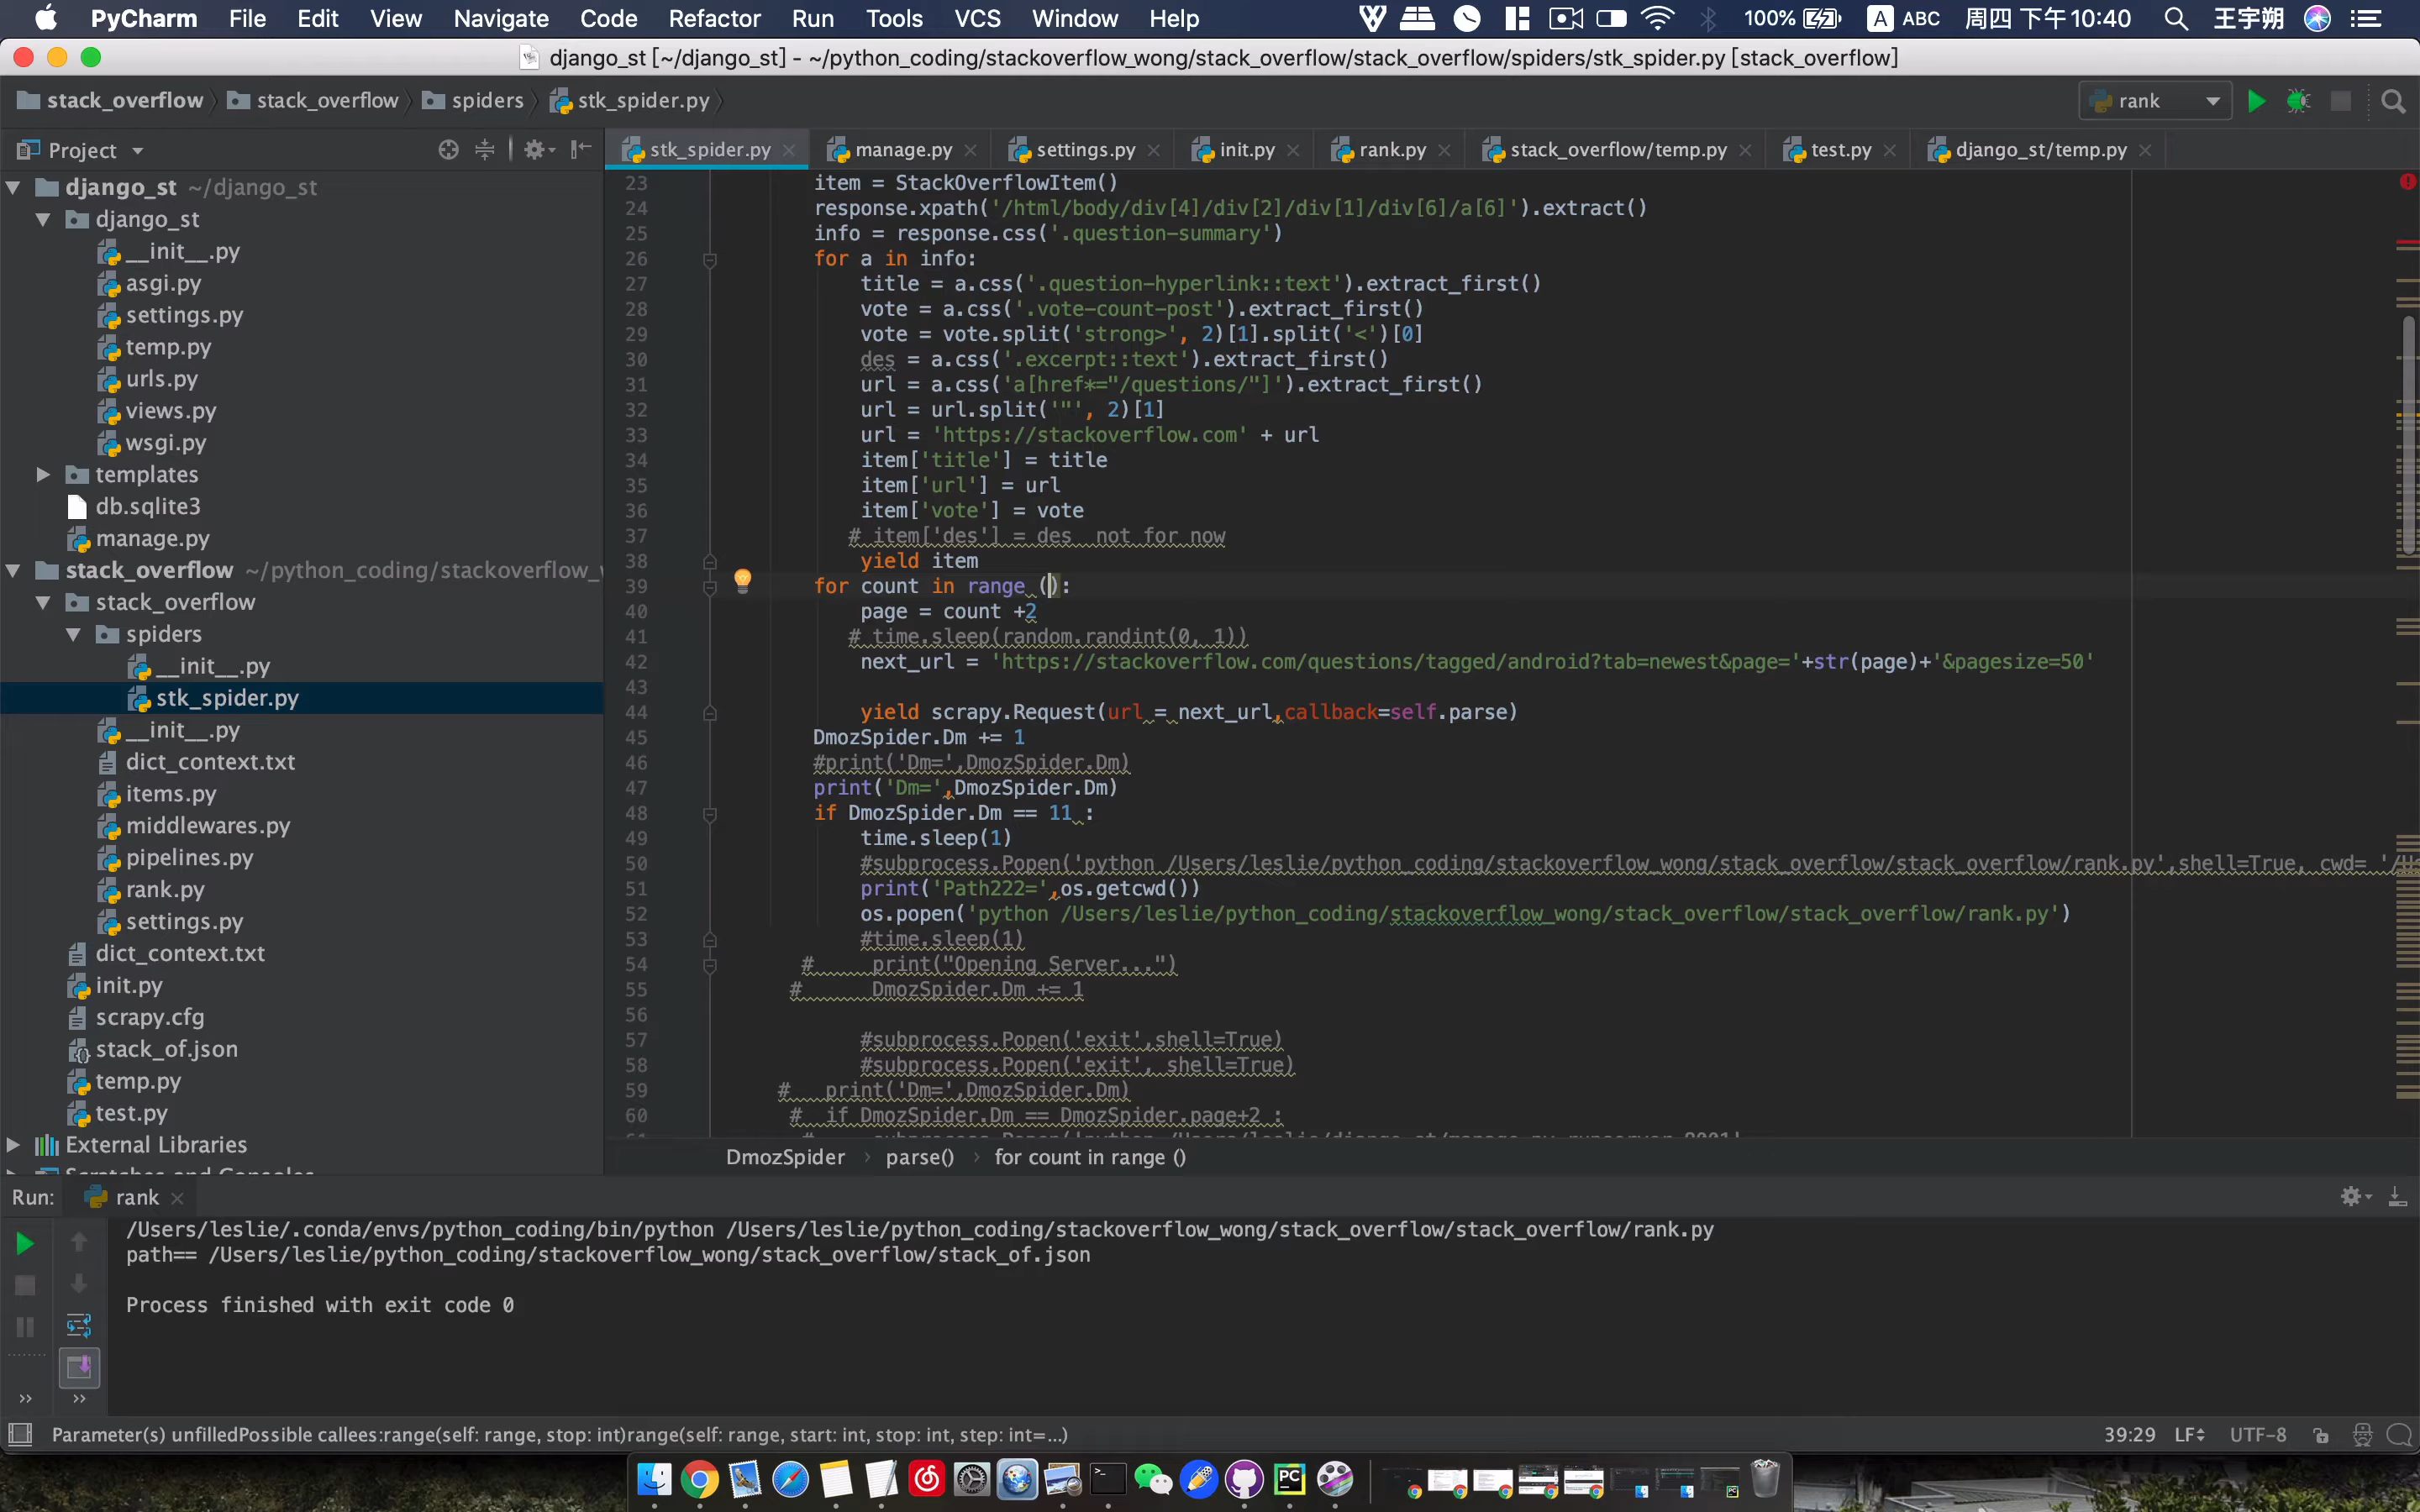 PyCharm File Edit View Navigate Code Refactor Run Tools VCS Window Help 100% A ABC 周四 下午10:40 王宇朔
django_st [~/django_st] - ~/python_coding/stackoverflow_wong/stack_overflow/stack_overflow/spiders/stk_spider.py [stack_overflow]
stack_overflow stack_overflow spiders stk_spider.py rank
Project
stk_spider.py manage.py settings.py init.py rank.py stack_overflow/temp.py test.py django_st/temp.py
django_st ~/django_st
django_st
__init__.py
asgi.py
settings.py
temp.py
urls.py
views.py
wsgi.py
templates
db.sqlite3
manage.py
stack_overflow ~/python_coding/stackoverflow_
stack_overflow
spiders
__init__.py
stk_spider.py
__init__.py
dict_context.txt
items.py
middlewares.py
pipelines.py
rank.py
settings.py
dict_context.txt
init.py
scrapy.cfg
stack_of.json
temp.py
test.py
External Libraries
Scratches and Consoles
23 item = StackOverflowItem()
24 response.xpath('/html/body/div[4]/div[2]/div[1]/div[6]/a[6]').extract()
25 info = response.css('.question-summary')
26 for a in info:
27 title = a.css('.question-hyperlink::text').extract_first()
28 vote = a.css('.vote-count-post').extract_first()
29 vote = vote.split('strong>', 2)[1].split('<')[0]
30 des = a.css('.excerpt::text').extract_first()
31 url = a.css('a[href*="/questions/"]').extract_first()
32 url = url.split('"', 2)[1]
33 url = 'https://stackoverflow.com' + url
34 item['title'] = title
35 item['url'] = url
36 item['vote'] = vote
37 # item['des'] = des  not for now
38 yield item
39 for count in range ():
40 page = count +2
41 # time.sleep(random.randint(0, 1))
42 next_url = 'https://stackoverflow.com/questions/tagged/android?tab=newest&page='+str(page)+'&pagesize=50'
43
44 yield scrapy.Request(url = next_url,callback=self.parse)
45 DmozSpider.Dm += 1
46 #print('Dm=',DmozSpider.Dm)
47 print('Dm=',DmozSpider.Dm)
48 if DmozSpider.Dm == 11 :
49 time.sleep(1)
50 #subprocess.Popen('python /Users/leslie/python_coding/stackoverflow_wong/stack_overflow/stack_overflow/rank.py',shell=True, cwd= '/Us
51 print('Path222=',os.getcwd())
52 os.popen('python /Users/leslie/python_coding/stackoverflow_wong/stack_overflow/stack_overflow/rank.py')
53 #time.sleep(1)
54 #     print("Opening Server...")
55 #      DmozSpider.Dm += 1
56
57 #subprocess.Popen('exit',shell=True)
58 #subprocess.Popen('exit', shell=True)
59 #   print('Dm=',DmozSpider.Dm)
60 #  if DmozSpider.Dm == DmozSpider.page+2 :
DmozSpider parse() for count in range ()
Run: rank
/Users/leslie/.conda/envs/python_coding/bin/python /Users/leslie/python_coding/stackoverflow_wong/stack_overflow/stack_overflow/rank.py
path== /Users/leslie/python_coding/stackoverflow_wong/stack_overflow/stack_of.json
Process finished with exit code 0
Parameter(s) unfilledPossible callees:range(self: range, stop: int)range(self: range, start: int, stop: int, step: int=...) 39:29 LF UTF-8